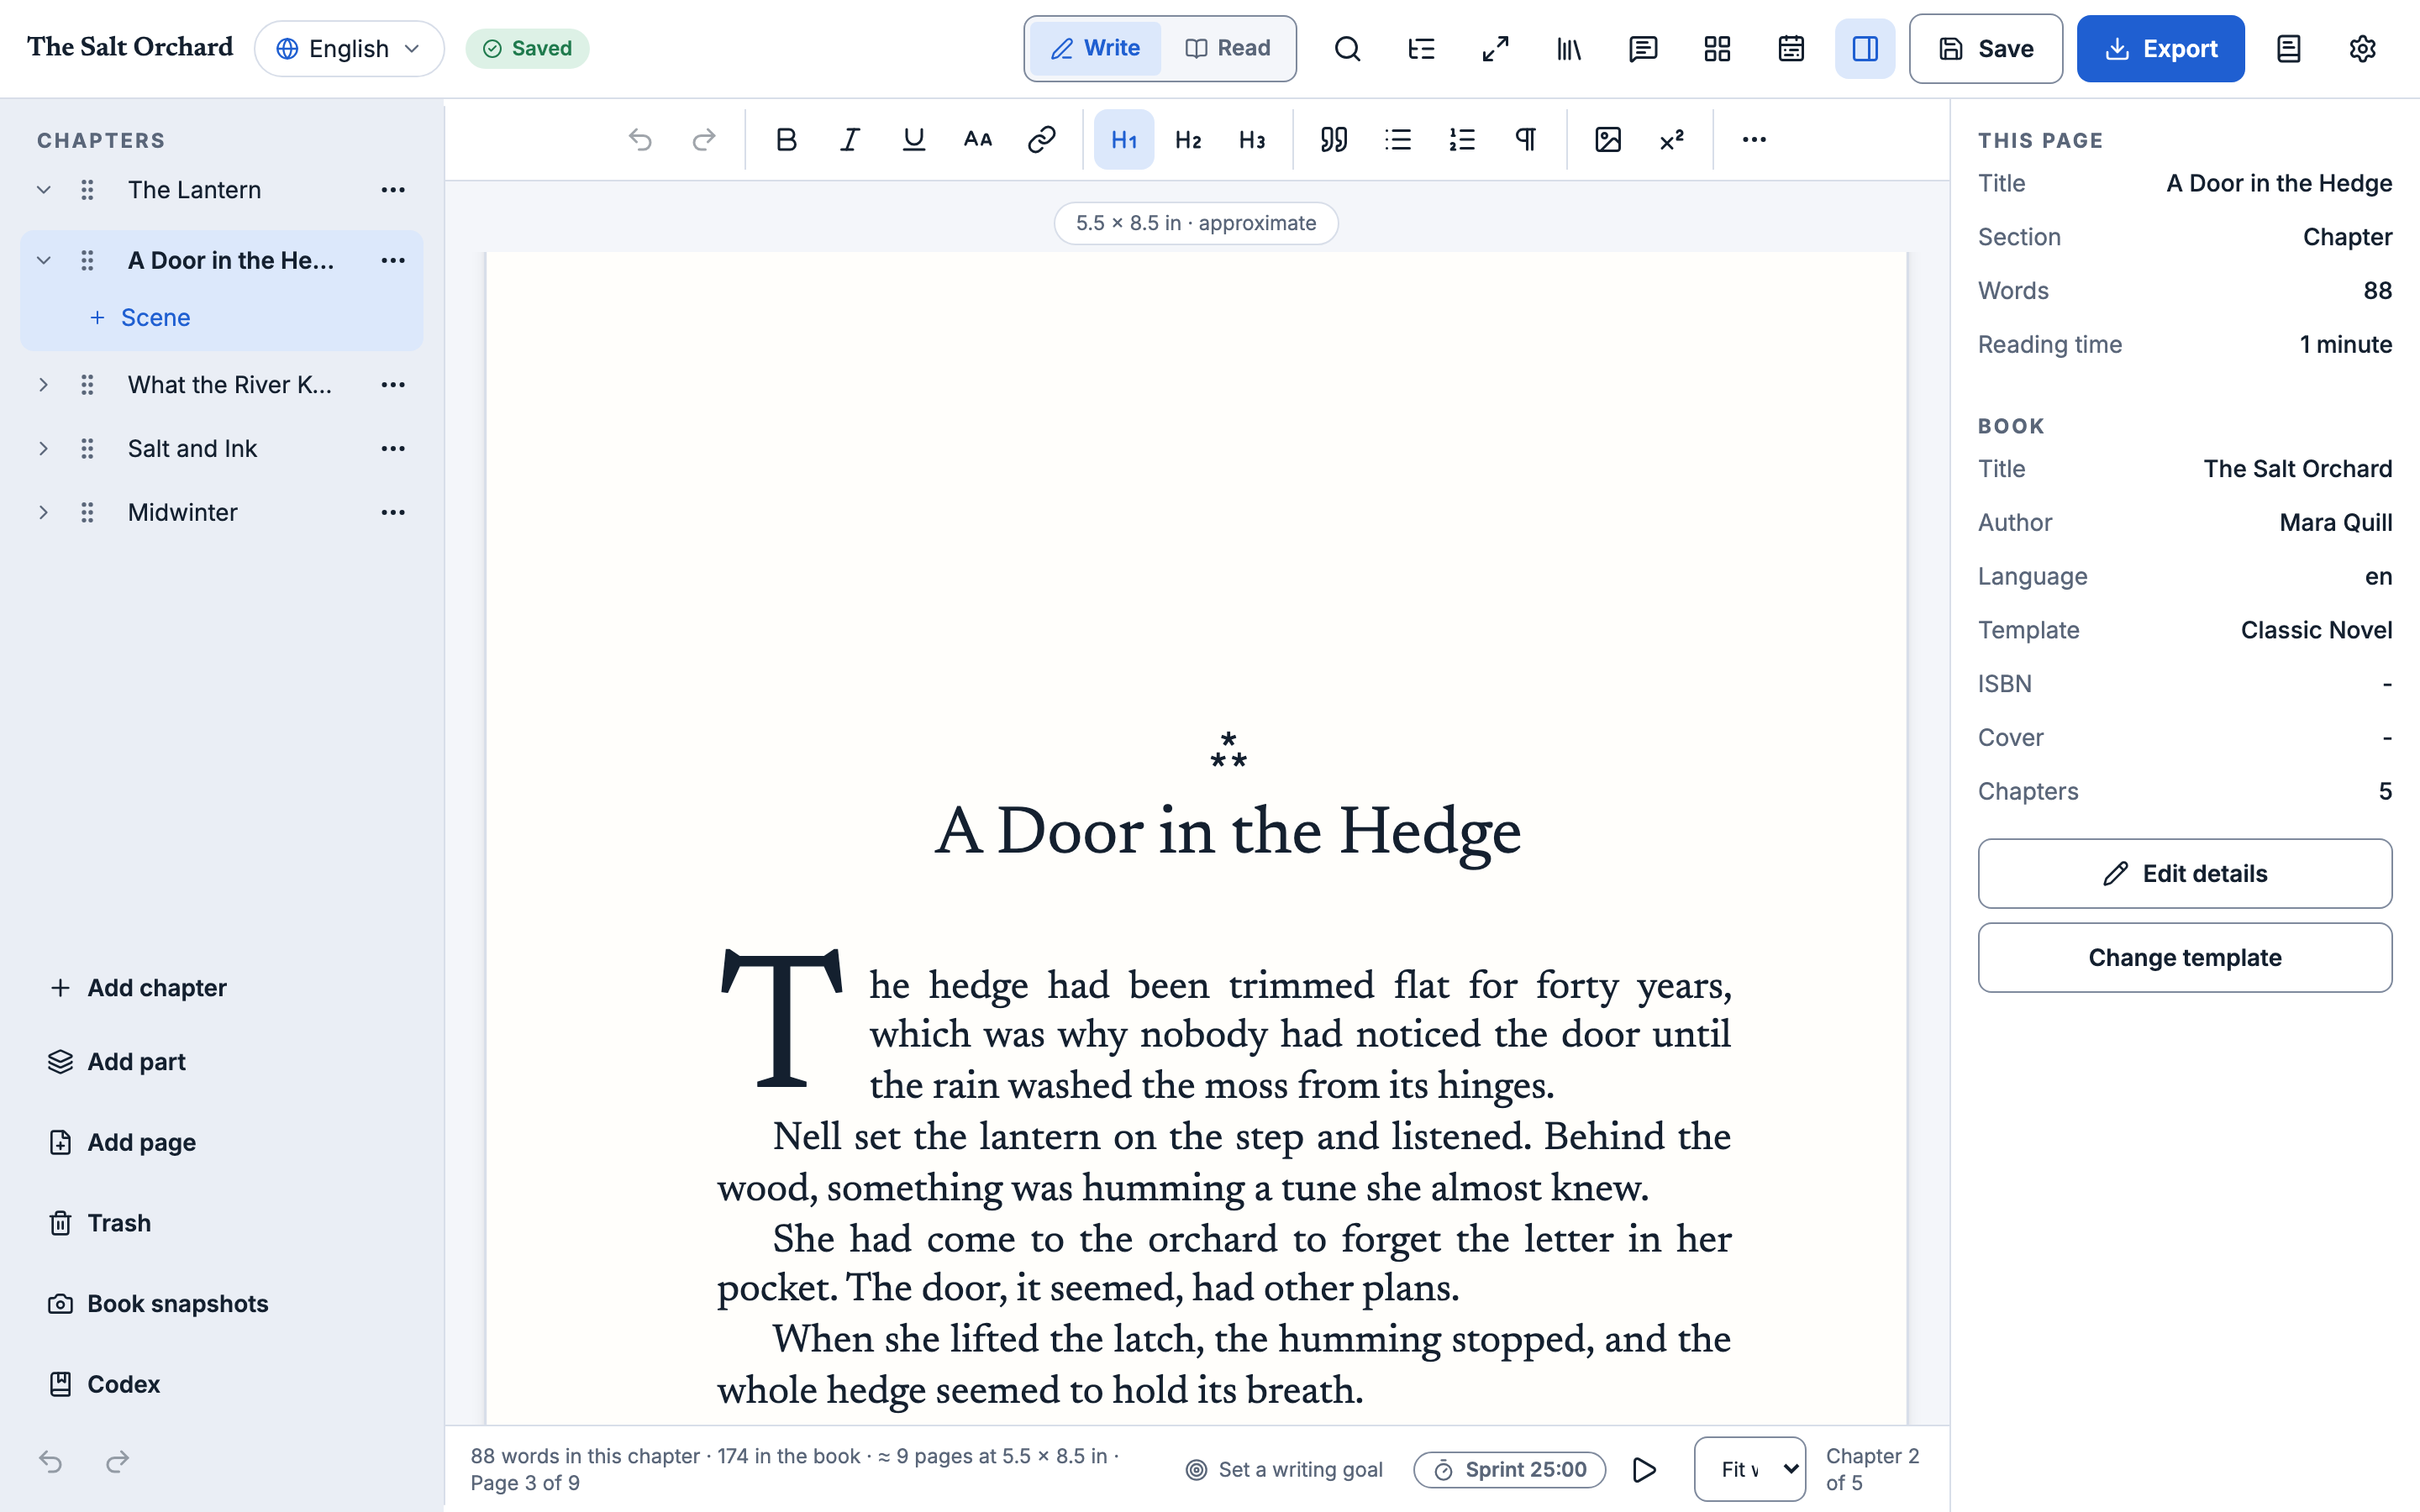 The Salt Orchard
English
Saved
Write
Read
Save
Export
CHAPTERS
The Lantern
A Door in the He...
+ Scene
What the River K...
Salt and Ink
Midwinter
Add chapter
Add part
Add page
Trash
Book snapshots
Codex
B I U AA H1 H2 H3 x²
5.5 × 8.5 in · approximate
A Door in the Hedge
The hedge had been trimmed flat for forty years,
which was why nobody had noticed the door until
the rain washed the moss from its hinges.
Nell set the lantern on the step and listened. Behind the
wood, something was humming a tune she almost knew.
She had come to the orchard to forget the letter in her
pocket. The door, it seemed, had other plans.
When she lifted the latch, the humming stopped, and the
whole hedge seemed to hold its breath.
88 words in this chapter · 174 in the book · ≈ 9 pages at 5.5 × 8.5 in ·
Page 3 of 9
Set a writing goal
Sprint 25:00
Fit
Chapter 2
of 5
THIS PAGE
Title A Door in the Hedge
Section Chapter
Words 88
Reading time 1 minute
BOOK
Title The Salt Orchard
Author Mara Quill
Language en
Template Classic Novel
ISBN -
Cover -
Chapters 5
Edit details
Change template